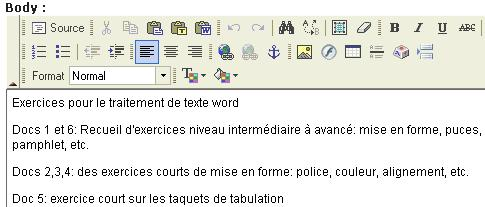 Body :
Source B I U ABC
Format Normal T
Exercices pour le traitement de texte word
Docs 1 et 6: Recueil d'exercices niveau intermédiaire à avancé: mise en forme, puces,
pamphlet, etc.
Docs 2,3,4: des exercices courts de mise en forme: police, couleur, alignement, etc.
Doc 5: exercice court sur les taquets de tabulation